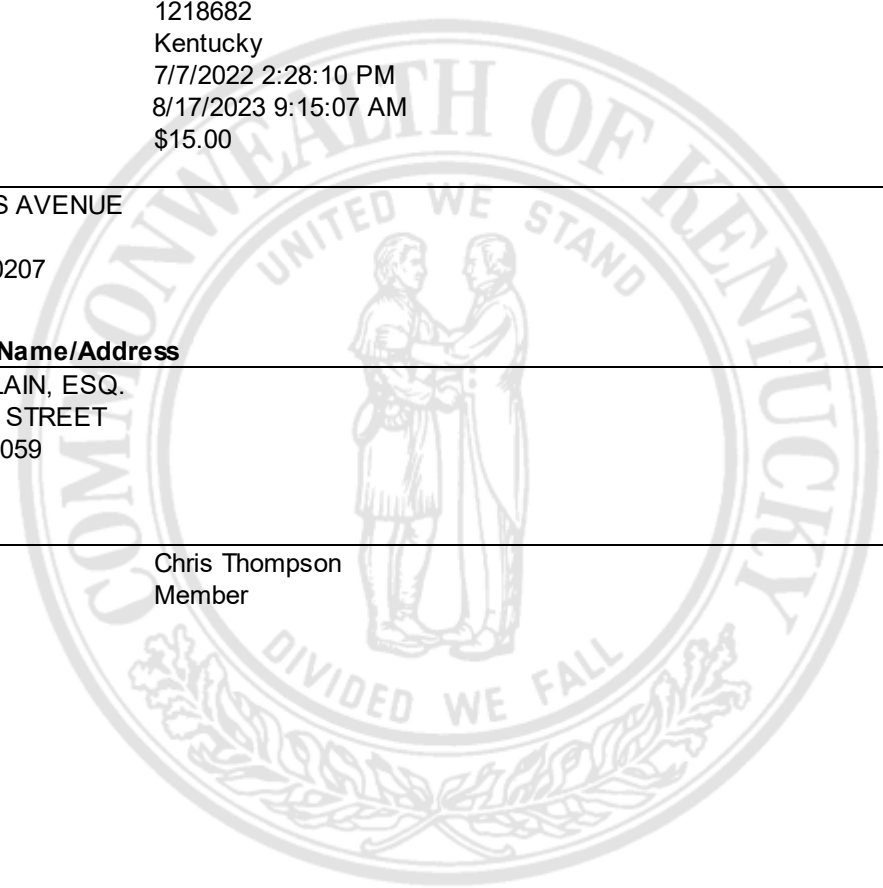 1218682
Kentucky
7/7/2022 2:28:10 PM
8/17/2023 9:15:07 AM
$15.00
S AVENUE
0207
Name/Address
LAIN, ESQ.
STREET
059
Chris Thompson
Member
COMMONWEALTH OF KENTUCKY
UNITED WE STAND
DIVIDED WE FALL